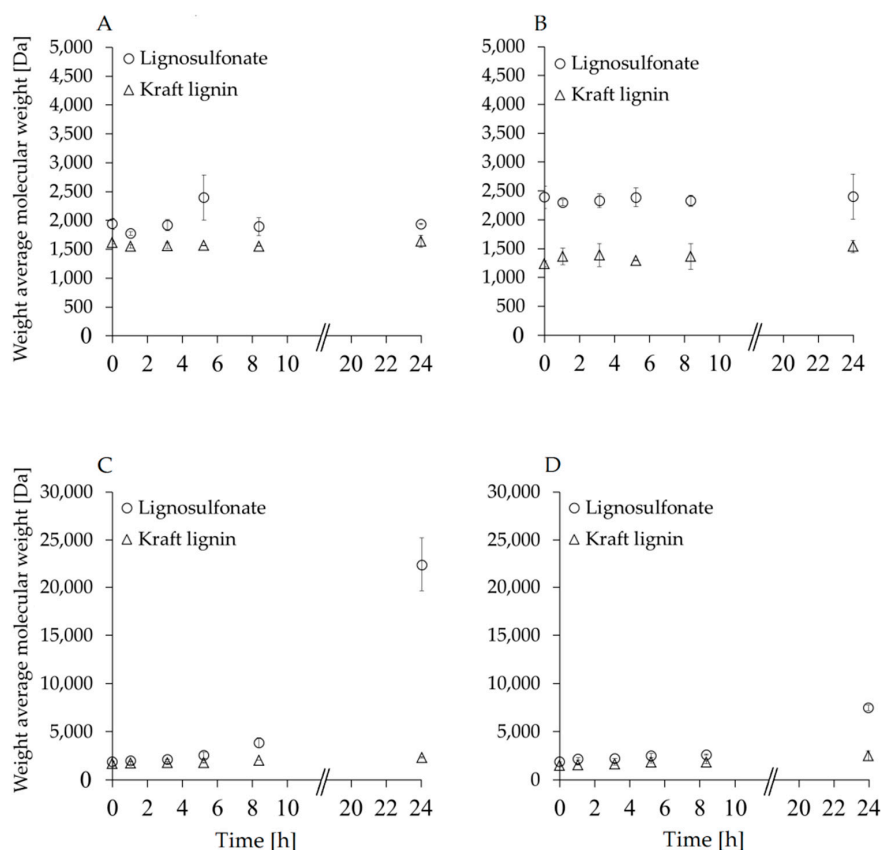 A
Weight average molecular weight [Da]
5,000
4,500
4,000
3,500
3,000
2,500
2,000
1,500
1,000
500
0
Lignosulfonate
Kraft lignin
0 2 4 6 8 10 20 22 24
B
5,000
4,500
4,000
3,500
3,000
2,500
2,000
1,500
1,000
500
0
Lignosulfonate
Kraft lignin
0 2 4 6 8 10 20 22 24
C
Weight average molecular weight [Da]
30,000
25,000
20,000
15,000
10,000
5,000
0
Lignosulfonate
Kraft lignin
0 2 4 6 8 10 20 22 24
Time [h]
D
30,000
25,000
20,000
15,000
10,000
5,000
0
Lignosulfonate
Kraft lignin
0 2 4 6 8 10 20 22 24
Time [h]